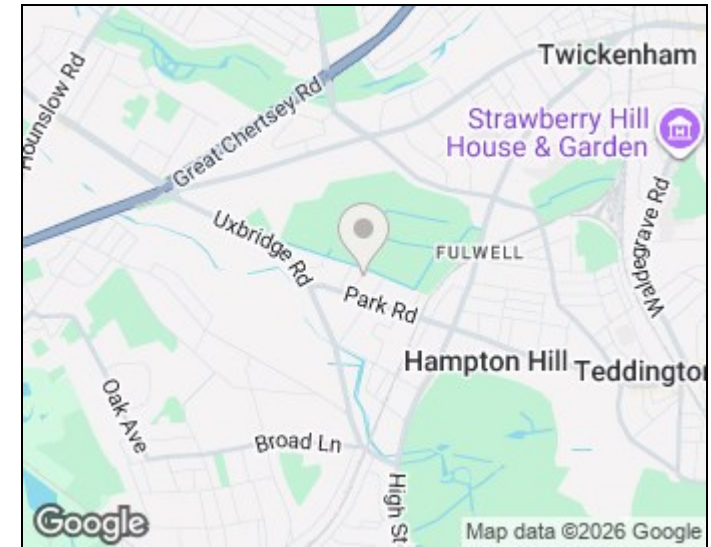 Twickenham
Hounslow Rd
Great Chertsey Rd
Strawberry Hill
House & Garden
Uxbridge Rd
FULWELL
Waldegrave Rd
Park Rd
Hampton Hill
Teddington
Oak Ave
Broad Ln
High St
Google
Map data ©2026 Google